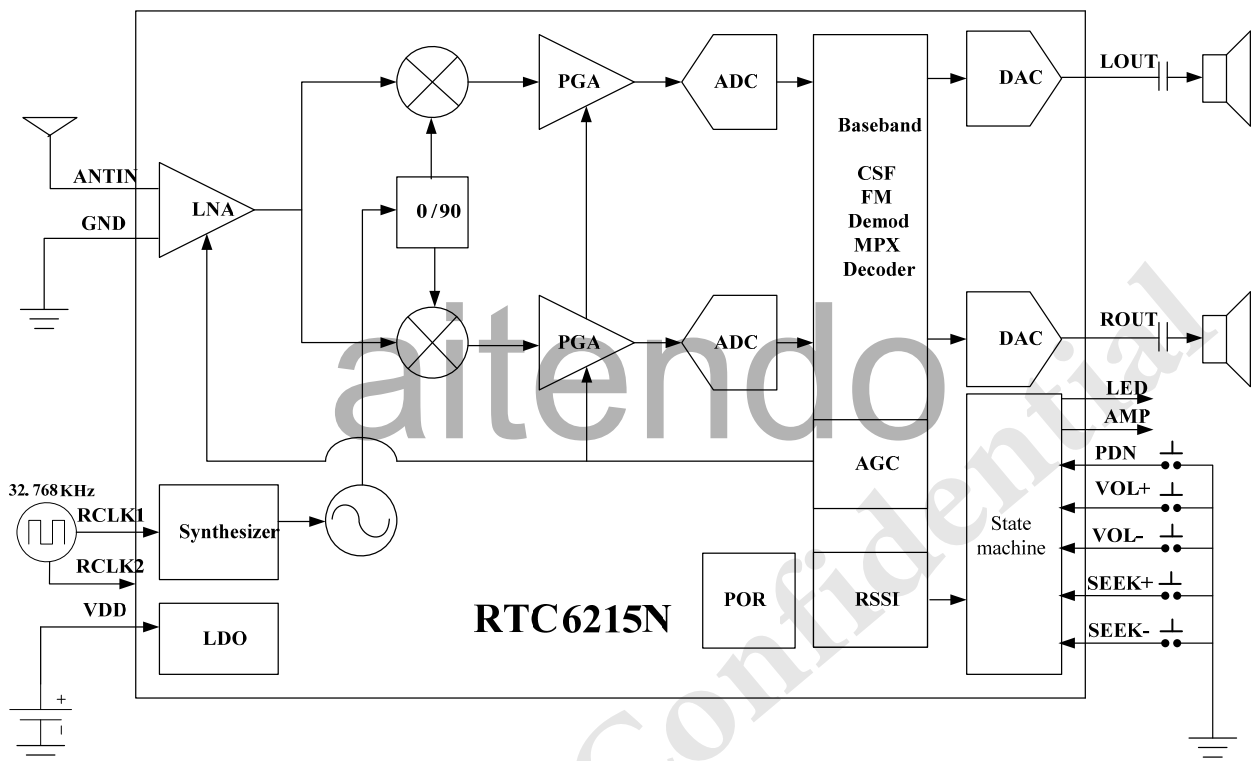 PGA
ADC
DAC
LOUT
Baseband
CSF
FM
Demod
MPX
Decoder
ANTIN
LNA
GND
0/90
PGA
ADC
DAC
ROUT
aitendo
Confidential
LED
AMP
PDN
VOL+
VOL-
SEEK+
SEEK-
AGC
State
machine
32.768KHz
RCLK1
Synthesizer
RCLK2
VDD
LDO
RTC6215N
POR
RSSI
+
-